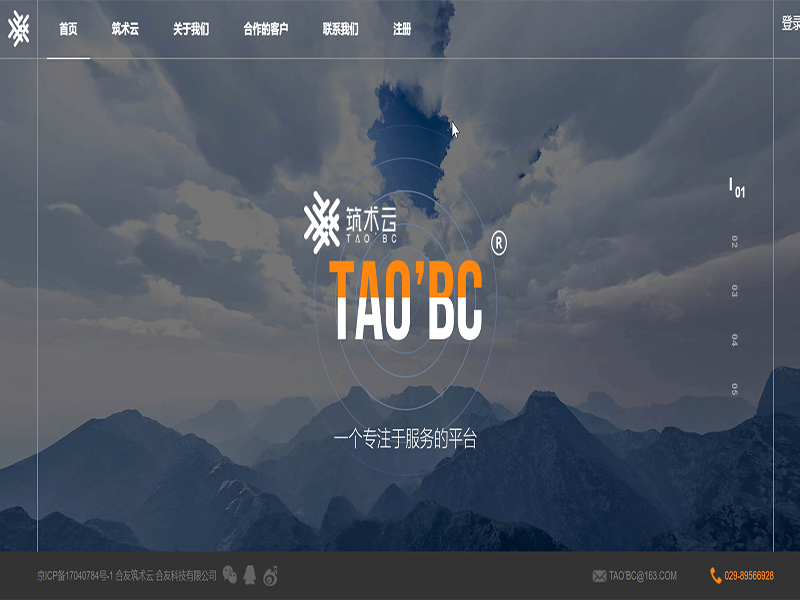 首页 筑术云 关于我们 合作的客户 联系我们 注册 登录
01
筑术云
TAO'BC
®
TAO'BC
02
03
04
05
一个专注于服务的平台
京ICP备17040784号-1 合友筑术云 合友科技有限公司 TAO'BC@163.COM 029-89566928